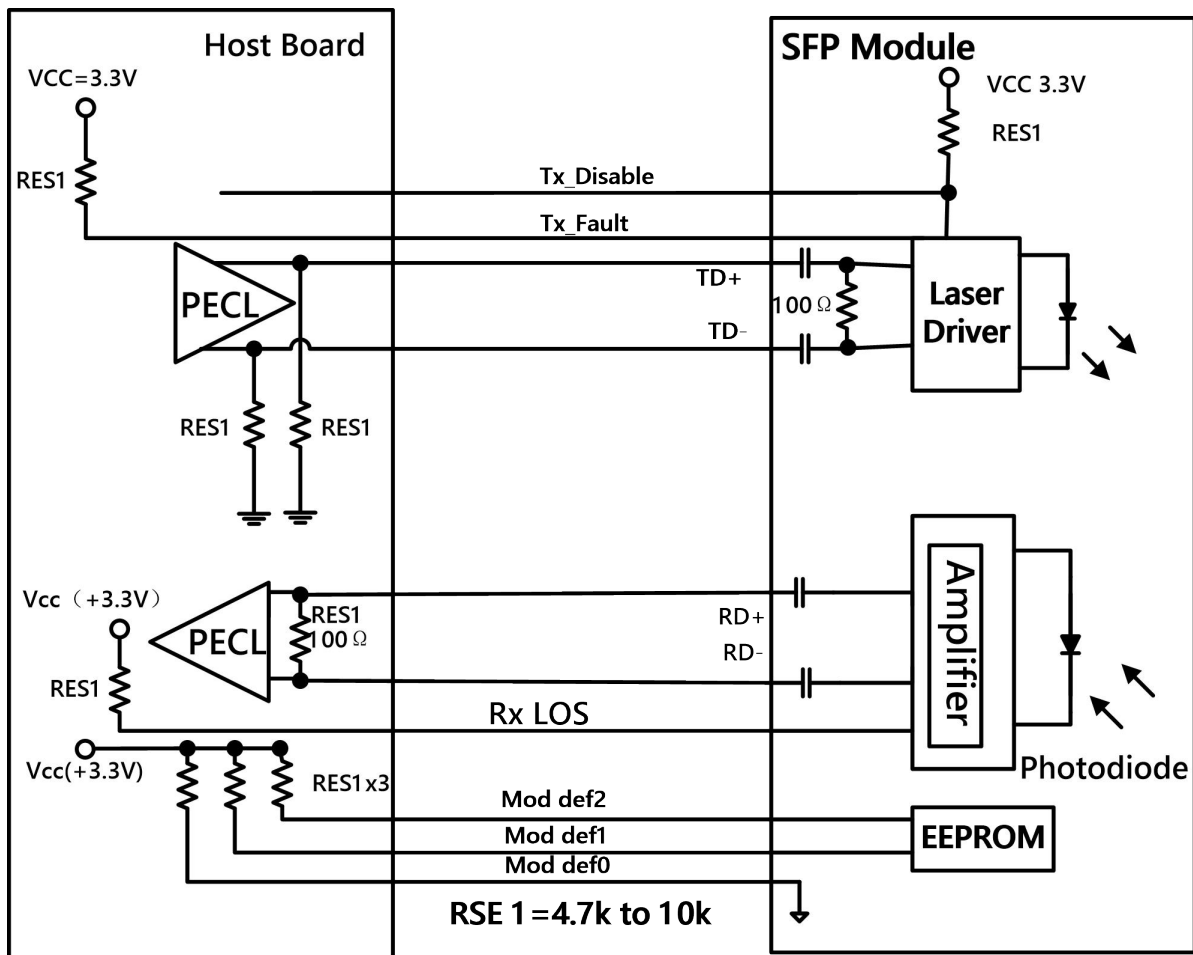 Host Board
SFP Module
VCC=3.3V
VCC 3.3V
RES1
RES1
Tx_Disable
Tx_Fault
PECL
TD+
100Ω
Laser
Driver
TD-
RES1
RES1
Vcc（+3.3V）
PECL
RES1
100Ω
RD+
RD-
Amplifier
RES1
Rx LOS
Vcc(+3.3V)
RES1x3
Photodiode
Mod def2
Mod def1
Mod def0
EEPROM
RSE 1=4.7k to 10k